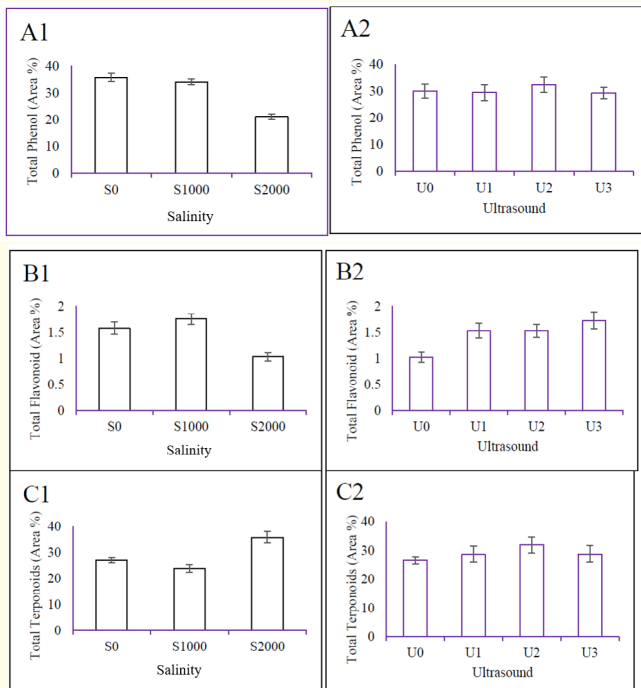 A1
Total Phenol (Area %)
40
30
20
10
0
S0 S1000 S2000
Salinity
A2
Total Phenol (Area %)
40
30
20
10
0
U0 U1 U2 U3
Ultrasound
B1
Total Flavonoid (Area %)
2
1.5
1
0.5
0
S0 S1000 S2000
Salinity
B2
Total Flavonoid (Area %)
2
1.5
1
0.5
0
U0 U1 U2 U3
Ultrasound
C1
Total Terponoids (Area %)
40
30
20
10
0
S0 S1000 S2000
Salinity
C2
Total Terponoids (Area %)
40
30
20
10
0
U0 U1 U2 U3
Ultrasound